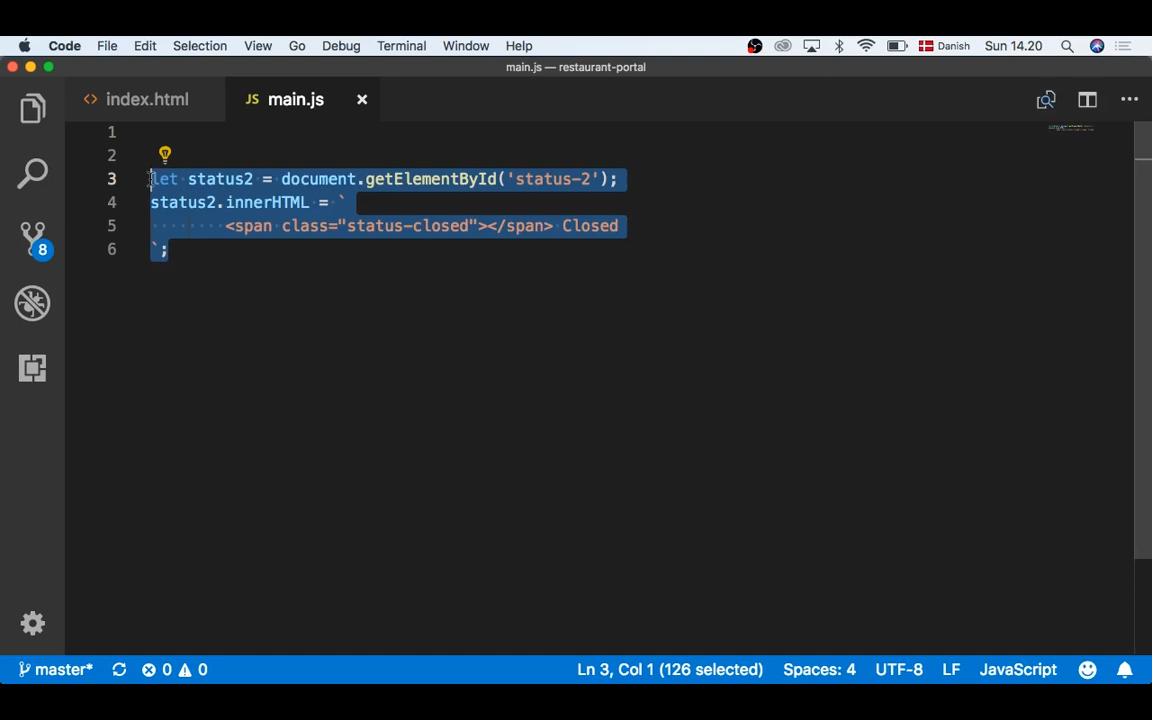 Code File Edit Selection View Go Debug Terminal Window Help Danish Sun 14.20
main.js — restaurant-portal
<> index.html JS main.js
1
2
3 let status2 = document.getElementById('status-2');
4 status2.innerHTML = `
5 <span class="status-closed"></span> Closed
6 `;
8
master* 0 0 Ln 3, Col 1 (126 selected) Spaces: 4 UTF-8 LF JavaScript